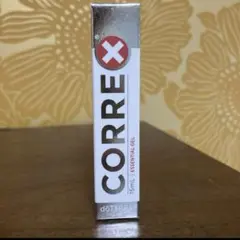 CORREX
15mL | ESSENTIAL GEL